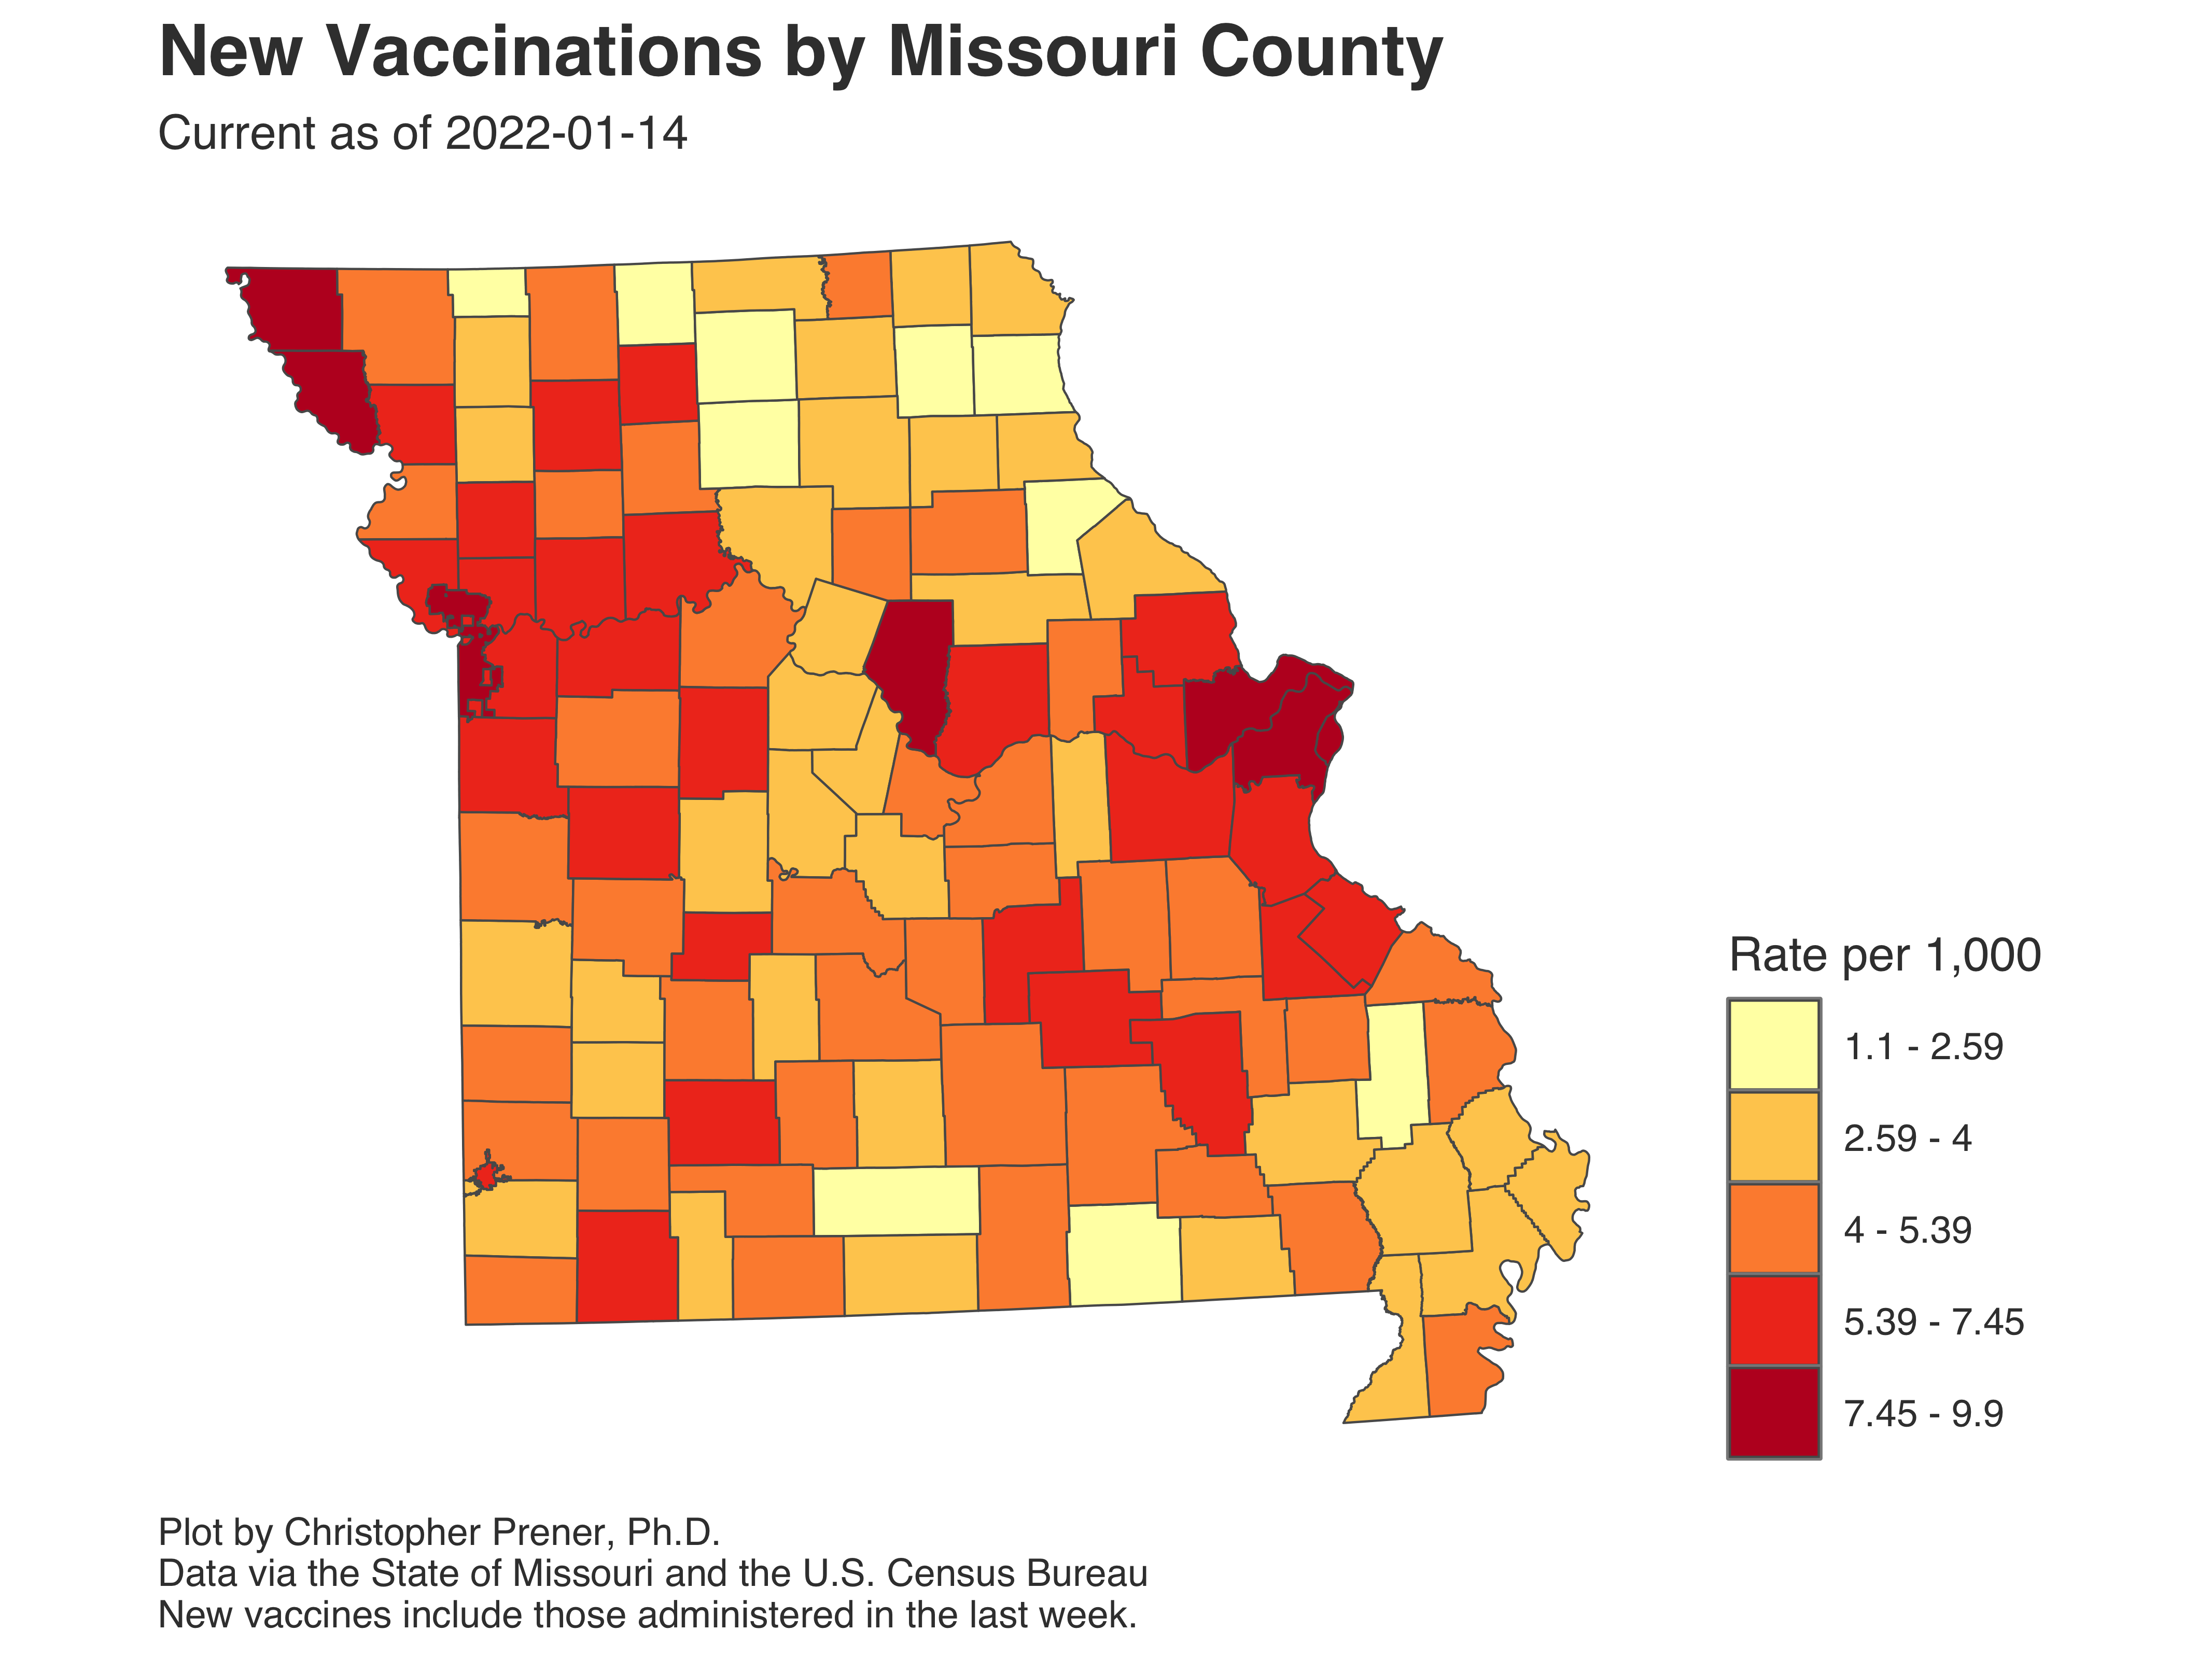 New Vaccinations by Missouri County
Current as of 2022-01-14
Rate per 1,000
1.1 - 2.59
2.59 - 4
4 - 5.39
5.39 - 7.45
7.45 - 9.9
Plot by Christopher Prener, Ph.D.
Data via the State of Missouri and the U.S. Census Bureau
New vaccines include those administered in the last week.